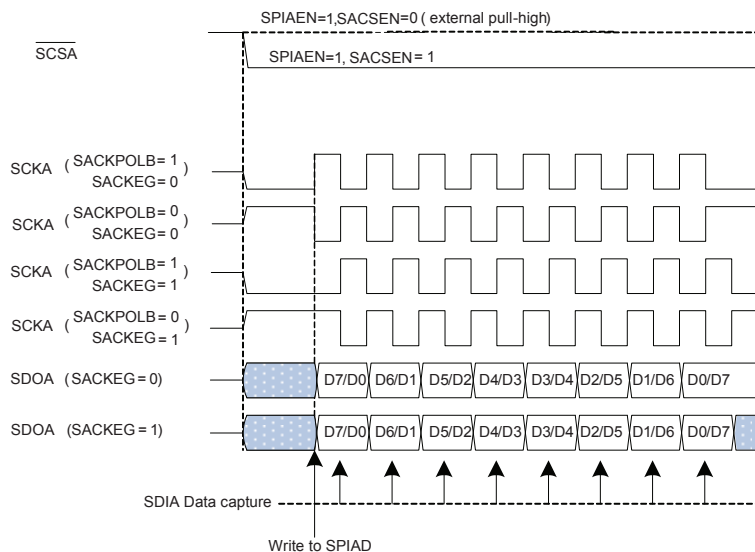 SPIAEN=1,SACSEN=0 ( external pull-high)
SCSA
SPIAEN=1, SACSEN= 1
SCKA ( SACKPOLB= 1
SACKEG= 0 )
SCKA ( SACKPOLB= 0
SACKEG= 0 )
SCKA ( SACKPOLB= 1
SACKEG= 1 )
SCKA ( SACKPOLB= 0
SACKEG= 1 )
SDOA (SACKEG= 0) D7/D0 D6/D1 D5/D2 D4/D3 D3/D4 D2/D5 D1/D6 D0/D7
SDOA (SACKEG= 1) D7/D0 D6/D1 D5/D2 D4/D3 D3/D4 D2/D5 D1/D6 D0/D7
SDIA Data capture
Write to SPIAD